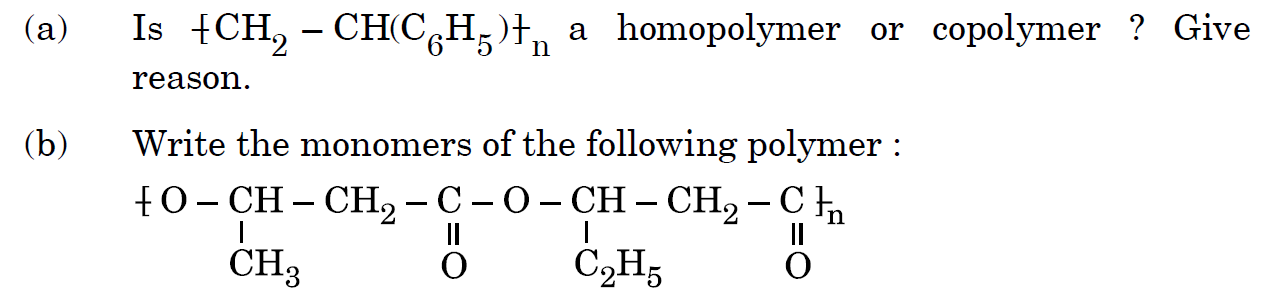 (a) Is ⁅CH₂ – CH(C₆H₅)⁆ₙ a homopolymer or copolymer ? Give
reason.
(b) Write the monomers of the following polymer :
⁅O – CH – CH₂ – C – O – CH – CH₂ – C⁆ₙ
| || | ||
CH₃ O C₂H₅ O